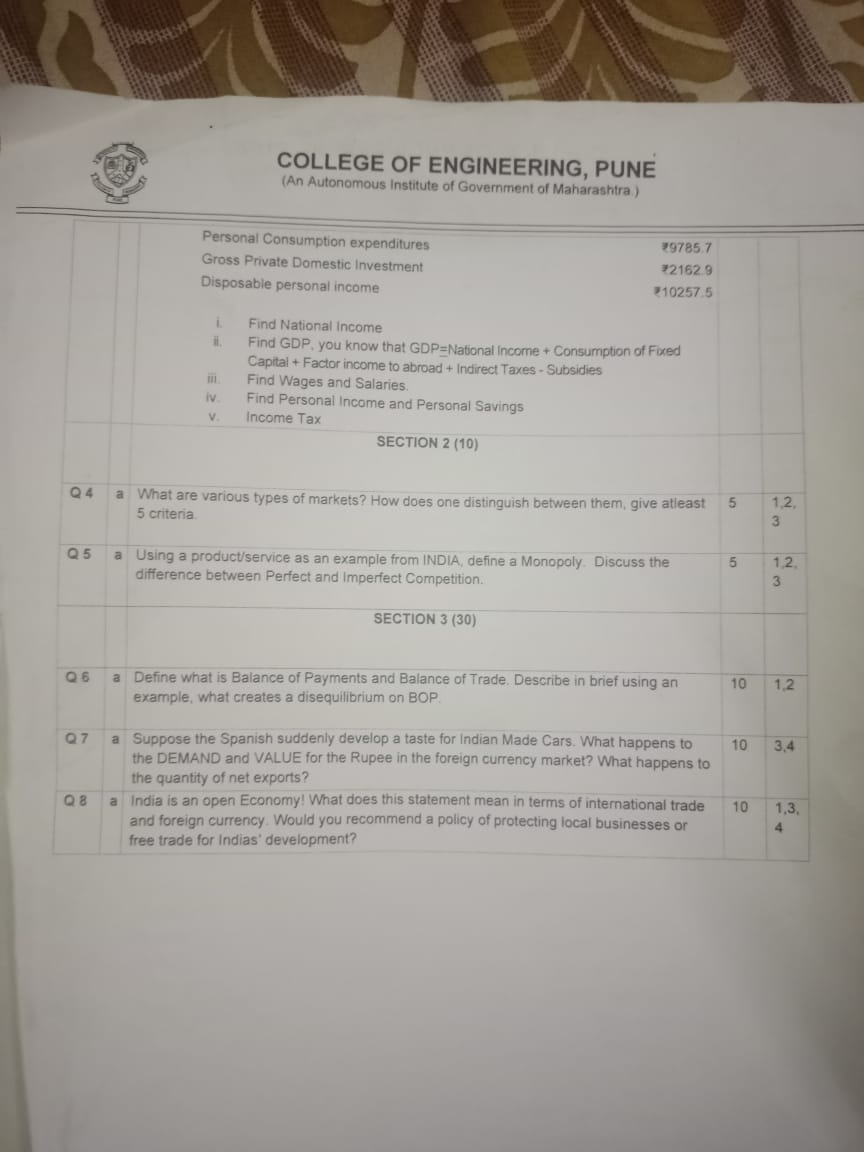 COLLEGE OF ENGINEERING, PUNE
(An Autonomous Institute of Government of Maharashtra.)
Personal Consumption expenditures ₹9785.7
Gross Private Domestic Investment ₹2162.9
Disposable personal income ₹10257.5
i. Find National Income
ii. Find GDP, you know that GDP=National Income + Consumption of Fixed
Capital + Factor income to abroad + Indirect Taxes - Subsidies
iii. Find Wages and Salaries.
iv. Find Personal Income and Personal Savings
v. Income Tax
SECTION 2 (10)
Q 4 a What are various types of markets? How does one distinguish between them, give atleast 5 1,2,
5 criteria. 3
Q 5 a Using a product/service as an example from INDIA, define a Monopoly. Discuss the 5 1,2,
difference between Perfect and Imperfect Competition. 3
SECTION 3 (30)
Q 6 a Define what is Balance of Payments and Balance of Trade. Describe in brief using an 10 1,2
example, what creates a disequilibrium on BOP.
Q 7 a Suppose the Spanish suddenly develop a taste for Indian Made Cars. What happens to 10 3,4
the DEMAND and VALUE for the Rupee in the foreign currency market? What happens to
the quantity of net exports?
Q 8 a India is an open Economy! What does this statement mean in terms of international trade 10 1,3,
and foreign currency. Would you recommend a policy of protecting local businesses or 4
free trade for Indias' development?